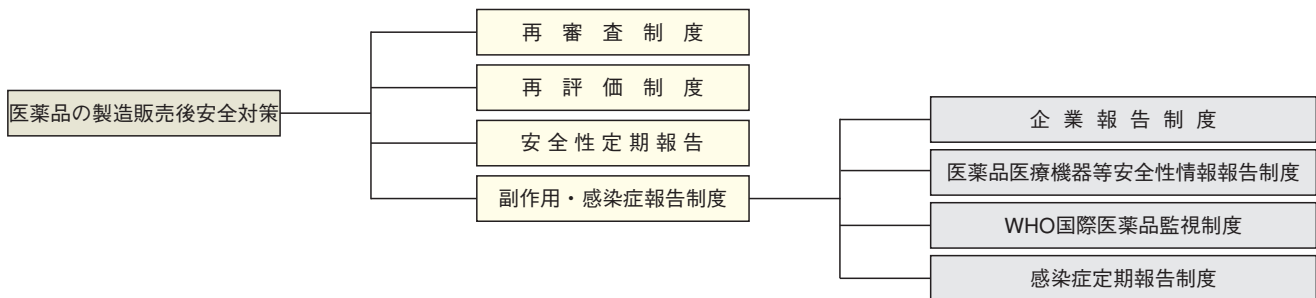 医薬品の製造販売後安全対策
再審査制度
再評価制度
安全性定期報告
副作用・感染症報告制度
企業報告制度
医薬品医療機器等安全性情報報告制度
WHO国際医薬品監視制度
感染症定期報告制度